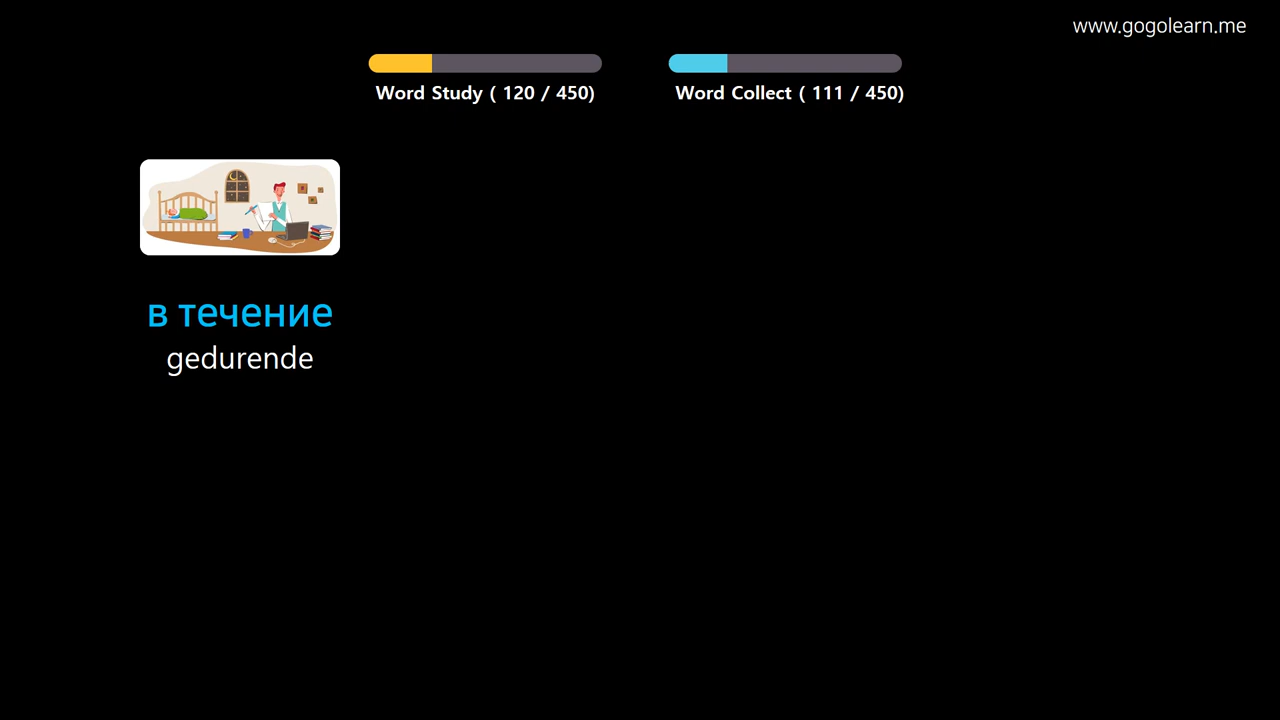 www.gogolearn.me
Word Study ( 120 / 450)
Word Collect ( 111 / 450)
в течение
gedurende